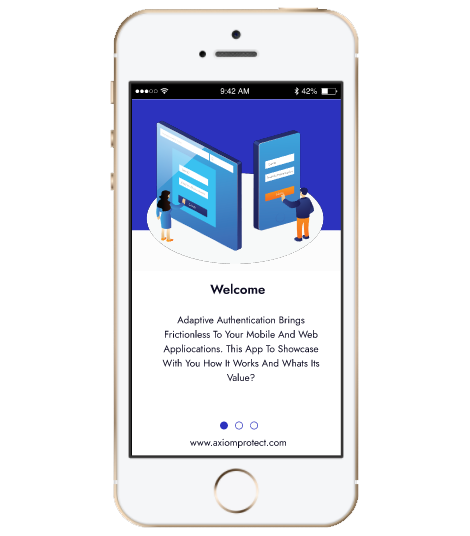 9:42 AM 42%
Welcome
Adaptive Authentication Brings
Frictionless To Your Mobile And Web
Appliocations. This App To Showcase
With You How It Works And Whats Its
Value?
www.axiomprotect.com